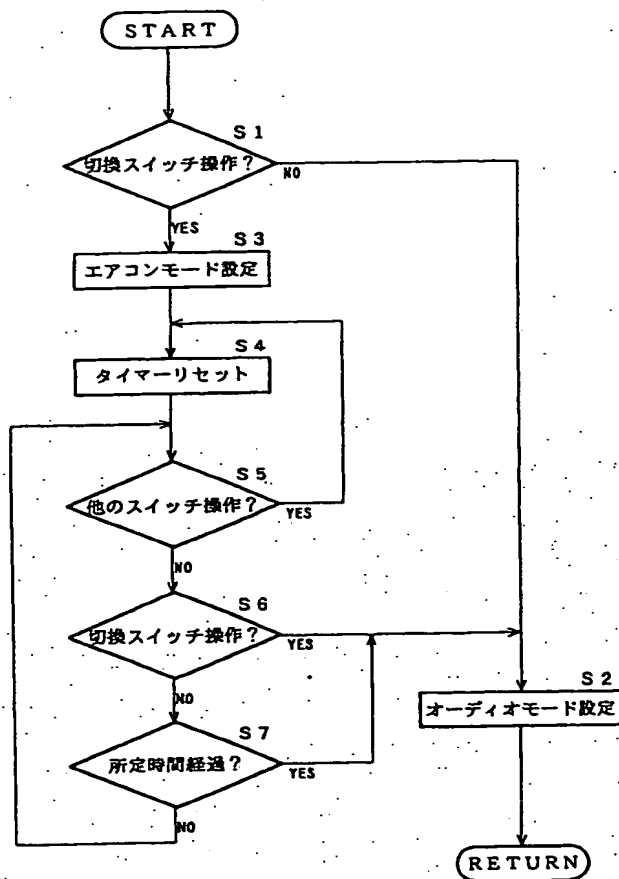 START
S1
切換スイッチ操作?
NO
YES
S3
エアコンモード設定
S4
タイマーリセット
S5
他のスイッチ操作?
YES
NO
S6
切換スイッチ操作?
YES
NO
S2
オーディオモード設定
S7
所定時間経過?
YES
NO
RETURN